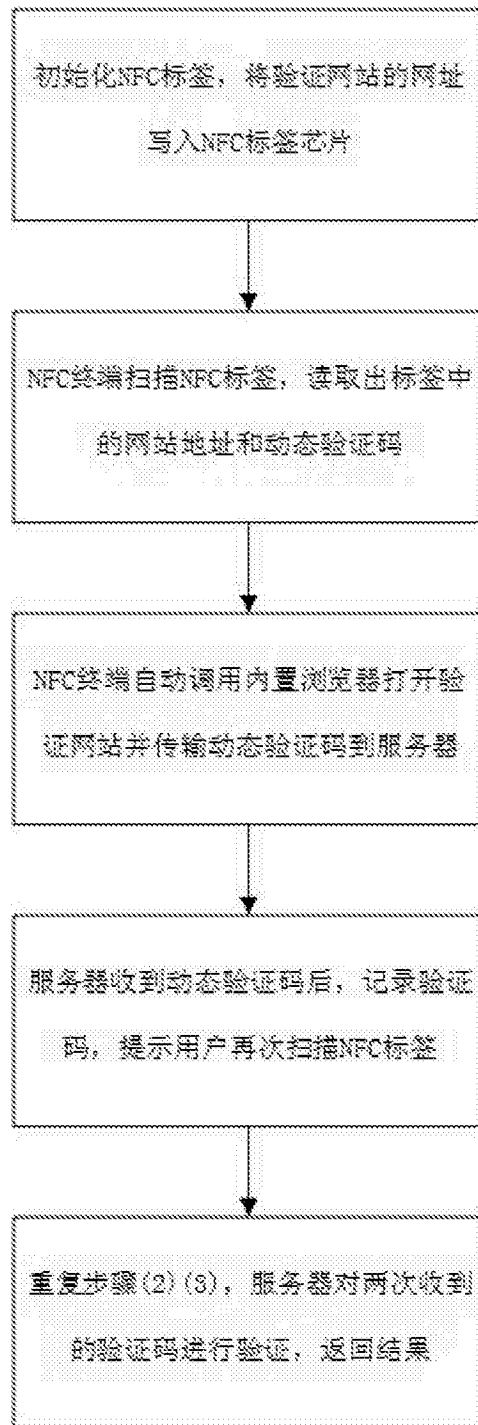 初始化NFC标签，将验证网站的网址
写入NFC标签芯片
NFC终端扫描NFC标签，读取出标签中
的网站地址和动态验证码
NFC终端自动调用内置浏览器打开验
证网站并传输动态验证码到服务器
服务器收到动态验证码后，记录验证
码，提示用户再次扫描NFC标签
重复步骤(2)(3)，服务器对两次收到
的验证码进行验证，返回结果